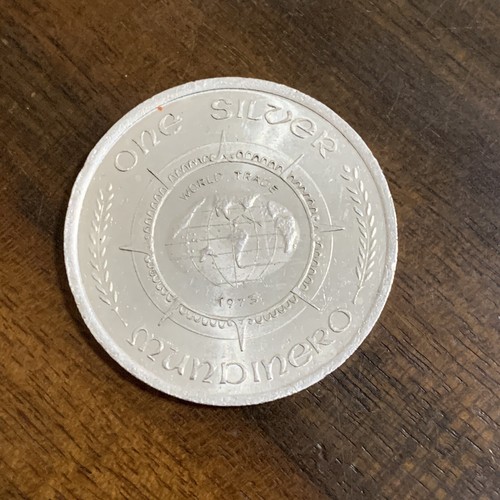 ONE SILVER
WORLD TRADE
1973
MUNDINERO